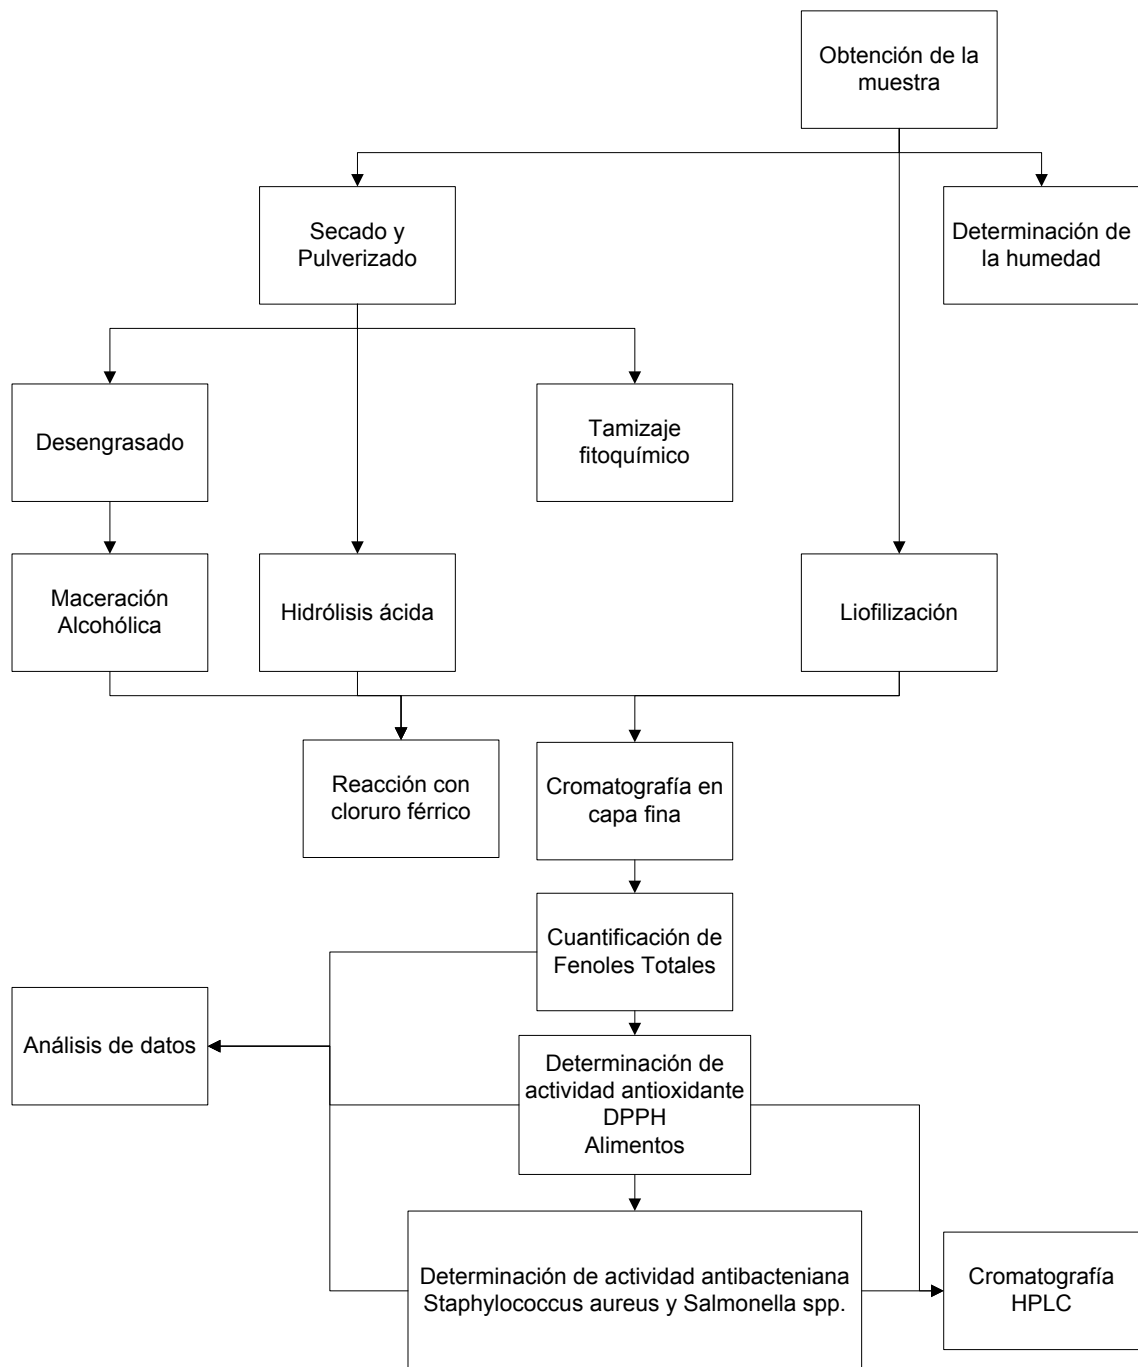 Obtención de la
muestra
Secado y
Pulverizado
Determinación de
la humedad
Desengrasado
Tamizaje
fitoquímico
Maceración
Alcohólica
Hidrólisis ácida
Liofilización
Reacción con
cloruro férrico
Cromatografía en
capa fina
Cuantificación de
Fenoles Totales
Análisis de datos
Determinación de
actividad antioxidante
DPPH
Alimentos
Determinación de actividad antibacteniana
Staphylococcus aureus y Salmonella spp.
Cromatografía
HPLC